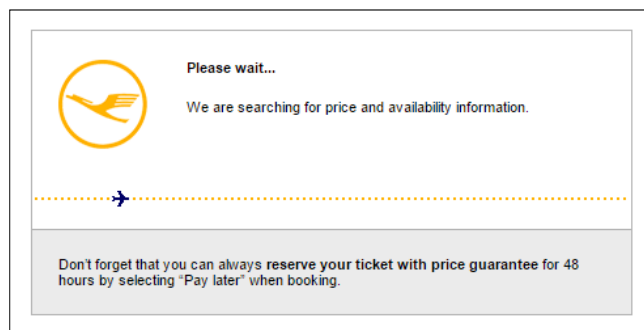 Please wait...
We are searching for price and availability information.
Don't forget that you can always reserve your ticket with price guarantee for 48
hours by selecting “Pay later” when booking.